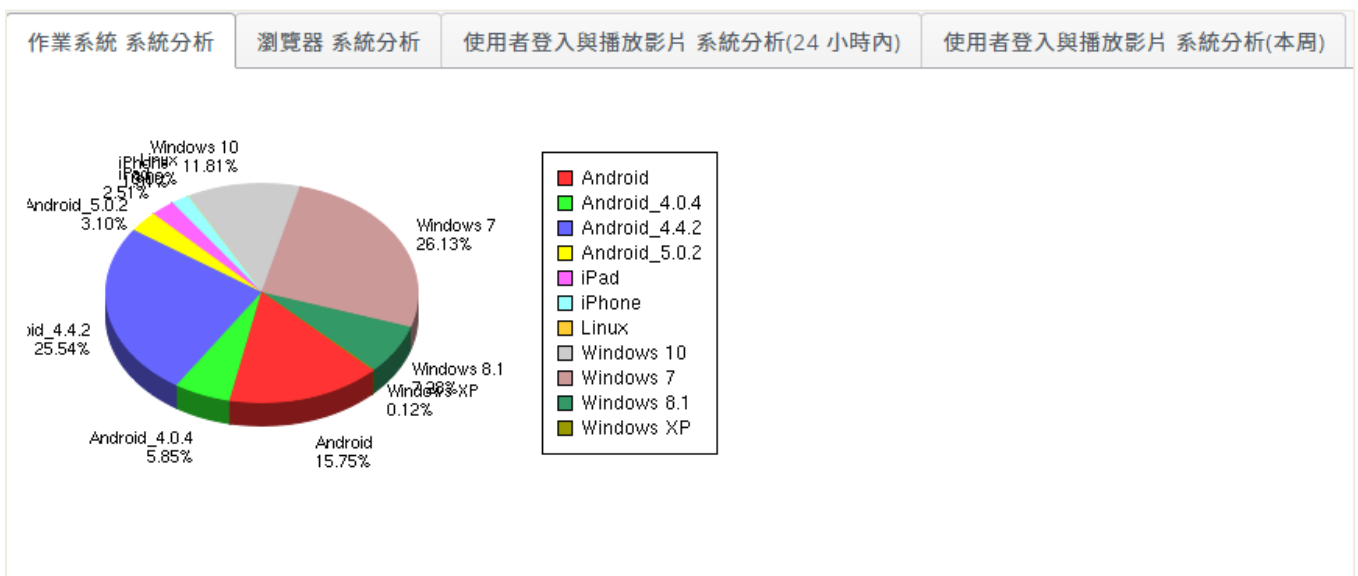 作業系統 系統分析
瀏覽器 系統分析
使用者登入與播放影片 系統分析(24 小時內)
使用者登入與播放影片 系統分析(本周)
Windows 10
11.81%
Linux
iPhone
iPad
2.51%
Android_5.0.2
3.10%
Windows 7
26.13%
id_4.4.2
25.54%
Windows 8.1
Windows XP
0.12%
Android_4.0.4
5.85%
Android
15.75%
Android
Android_4.0.4
Android_4.4.2
Android_5.0.2
iPad
iPhone
Linux
Windows 10
Windows 7
Windows 8.1
Windows XP